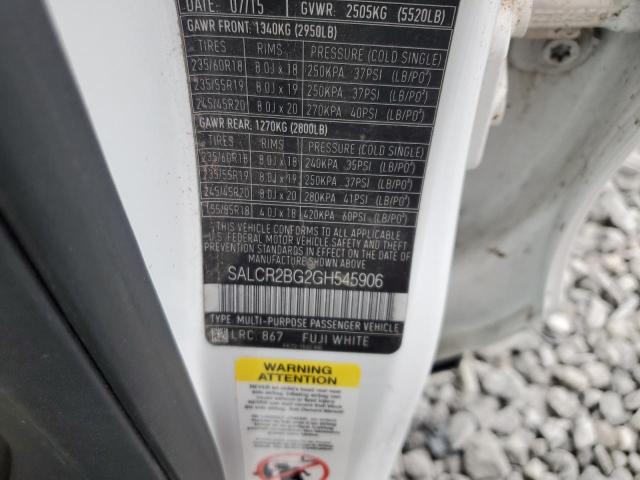 DATE 07/15 GVWR: 2505KG (5520LB)
GAWR FRONT: 1340KG (2950LB)
TIRES RIMS PRESSURE (COLD SINGLE)
235/60R18 8.0J x 18 250KPA 37PSI (LB/PO²)
235/55R19 8.0J x 19 250KPA 37PSI (LB/PO²)
245/45R20 8.0J x 20 270KPA 40PSI (LB/PO²)
GAWR REAR: 1270KG (2800LB)
TIRES RIMS PRESSURE (COLD SINGLE)
235/60R18 8.0J x 18 240KPA 35PSI (LB/PO²)
235/55R19 8.0J x 19 250KPA 37PSI (LB/PO²)
245/45R20 8.0J x 20 280KPA 41PSI (LB/PO²)
155/85R18 4.0J x 18 420KPA 60PSI (LB/PO²)
THIS VEHICLE CONFORMS TO ALL APPLICABLE
U.S. FEDERAL MOTOR VEHICLE SAFETY AND THEFT
PREVENTION STANDARDS IN EFFECT ON THE DATE OF
MANUFACTURE SHOWN ABOVE.
SALCR2BG2GH545906
TYPE: MULTI-PURPOSE PASSENGER VEHICLE
LRC: 867 FUJI WHITE
WARNING
ATTENTION